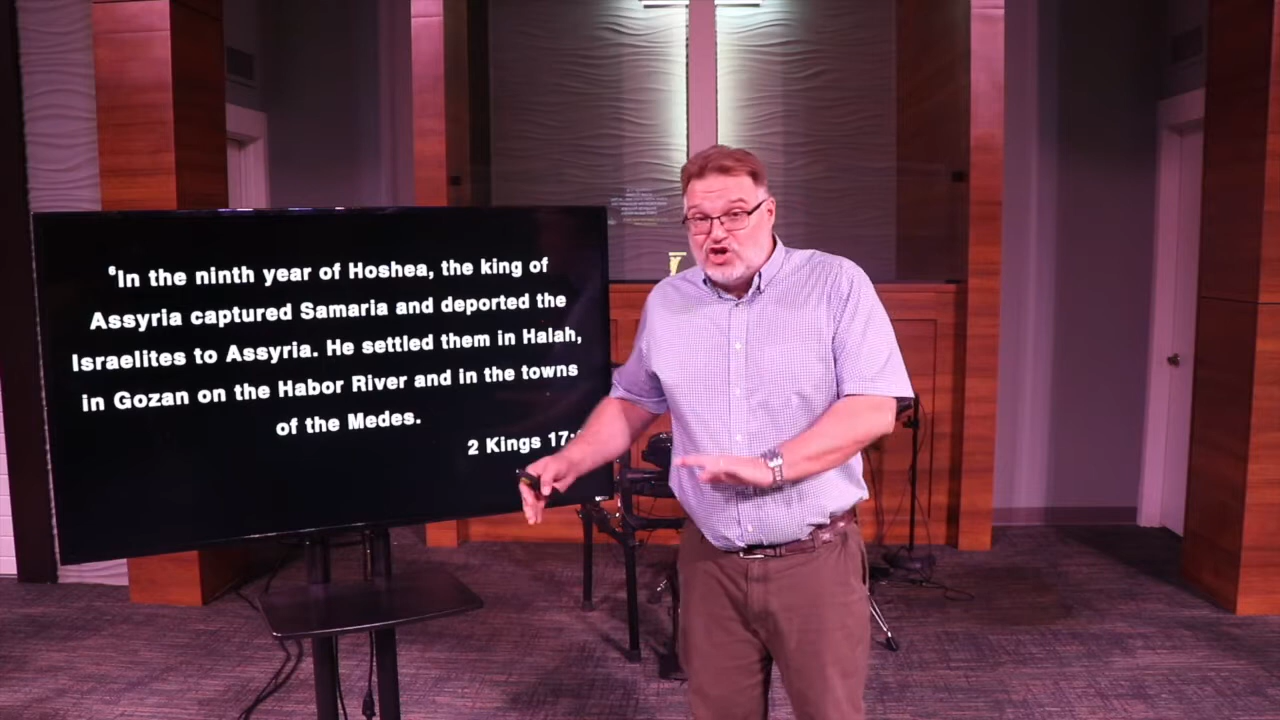 ⁶In the ninth year of Hoshea, the king of
Assyria captured Samaria and deported the
Israelites to Assyria. He settled them in Halah,
in Gozan on the Habor River and in the towns
of the Medes.
2 Kings 17: